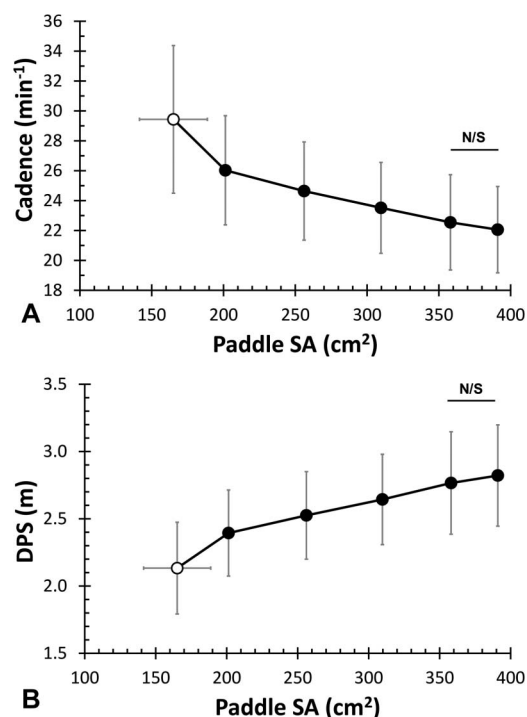 36
34
32
30
28
26
24
22
20
18
Cadence (min⁻¹)
N/S
100 150 200 250 300 350 400
A
Paddle SA (cm²)
N/S
3.5
3.0
2.5
2.0
1.5
DPS (m)
100 150 200 250 300 350 400
B
Paddle SA (cm²)